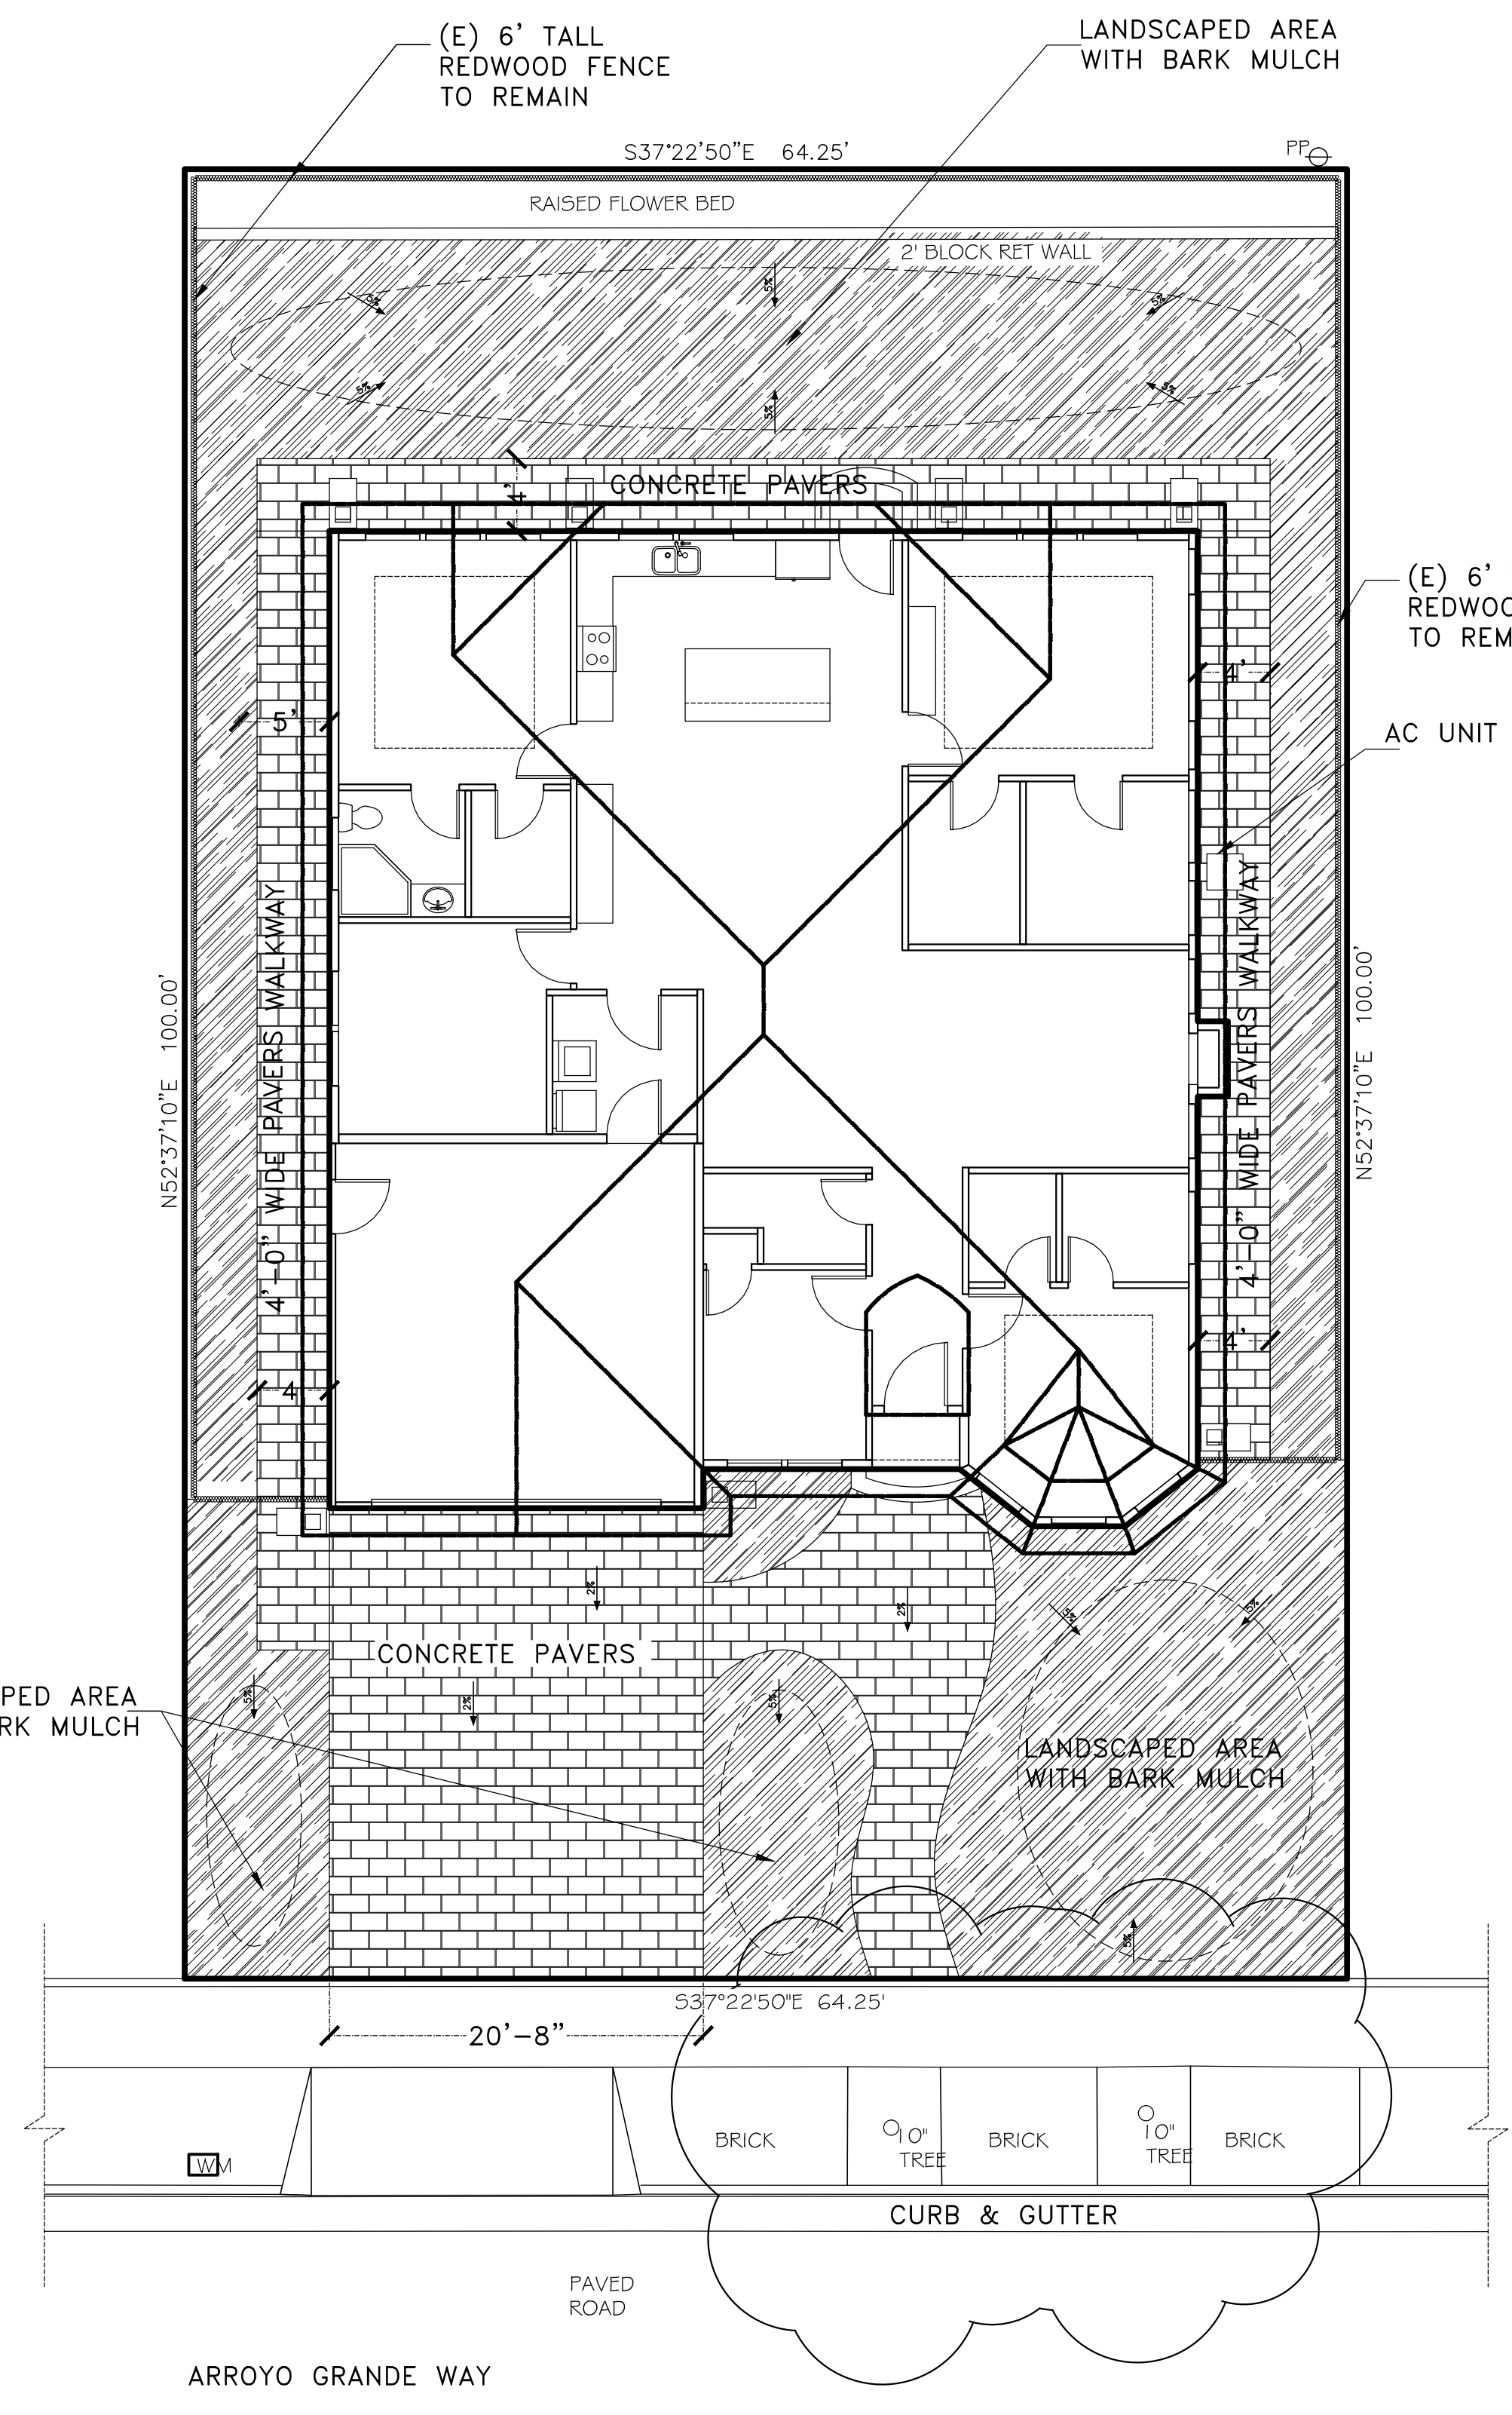 (E) 6' TALL
REDWOOD FENCE
TO REMAIN
LANDSCAPED AREA
WITH BARK MULCH
S37°22'50"E 64.25'
PP
RAISED FLOWER BED
2' BLOCK RET WALL
5%
5%
5%
5%
5%
5%
CONCRETE PAVERS
4'
(E) 6'
REDWOO
TO REM
4'
5'
AC UNIT
4'-0" WIDE PAVERS WALKWAY
4'-0" WIDE PAVERS WALKWAY
N52°37'10"E 100.00'
N52°37'10"E 100.00'
4'
4'
2%
2%
5%
5%
CONCRETE PAVERS
PED AREA
RK MULCH
5%
2%
5%
LANDSCAPED AREA
WITH BARK MULCH
5%
S37°22'50"E 64.25'
20'-8"
BRICK
10"
TREE
BRICK
10"
TREE
BRICK
WM
CURB & GUTTER
PAVED
ROAD
ARROYO GRANDE WAY